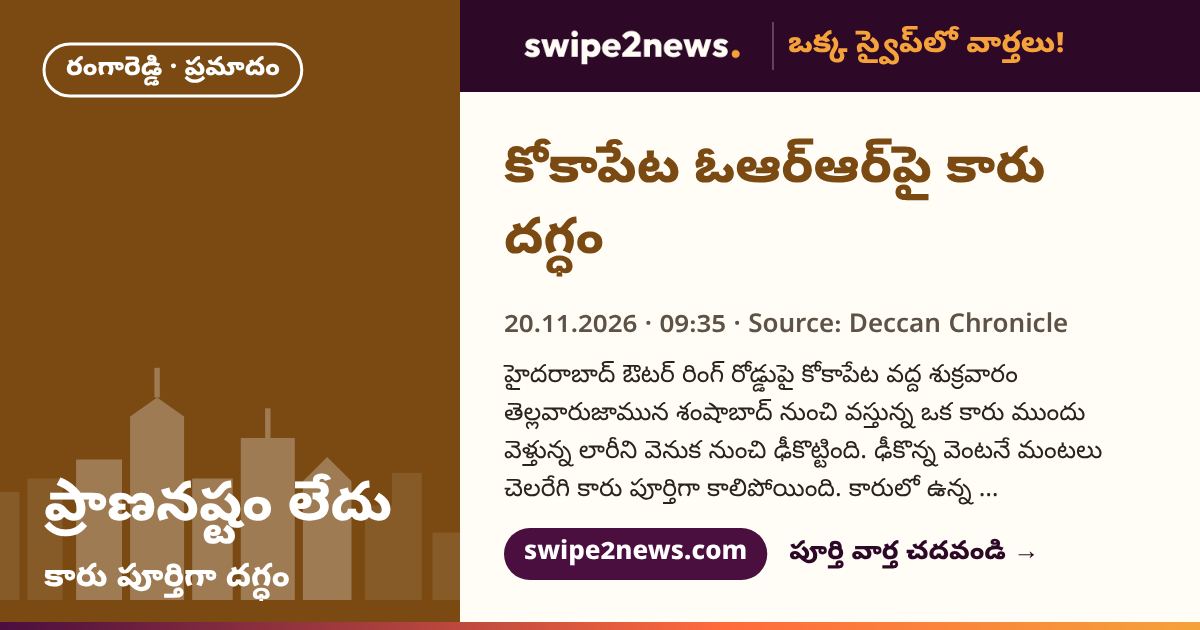 రంగారెడ్డి · ప్రమాదం
ప్రాణనష్టం లేదు
కారు పూర్తిగా దగ్ధం
swipe2news. ఒక్క స్వైప్‌లో వార్తలు!
కోకాపేట ఓఆర్ఆర్‌పై కారు
దగ్ధం
20.11.2026 · 09:35 · Source: Deccan Chronicle
హైదరాబాద్ ఔటర్ రింగ్ రోడ్డుపై కోకాపేట వద్ద శుక్రవారం
తెల్లవారుజామున శంషాబాద్ నుంచి వస్తున్న ఒక కారు ముందు
వెళ్తున్న లారీని వెనుక నుంచి ఢీకొట్టింది. ఢీకొన్న వెంటనే మంటలు
చెలరేగి కారు పూర్తిగా కాలిపోయింది. కారులో ఉన్న ...
swipe2news.com పూర్తి వార్త చదవండి →